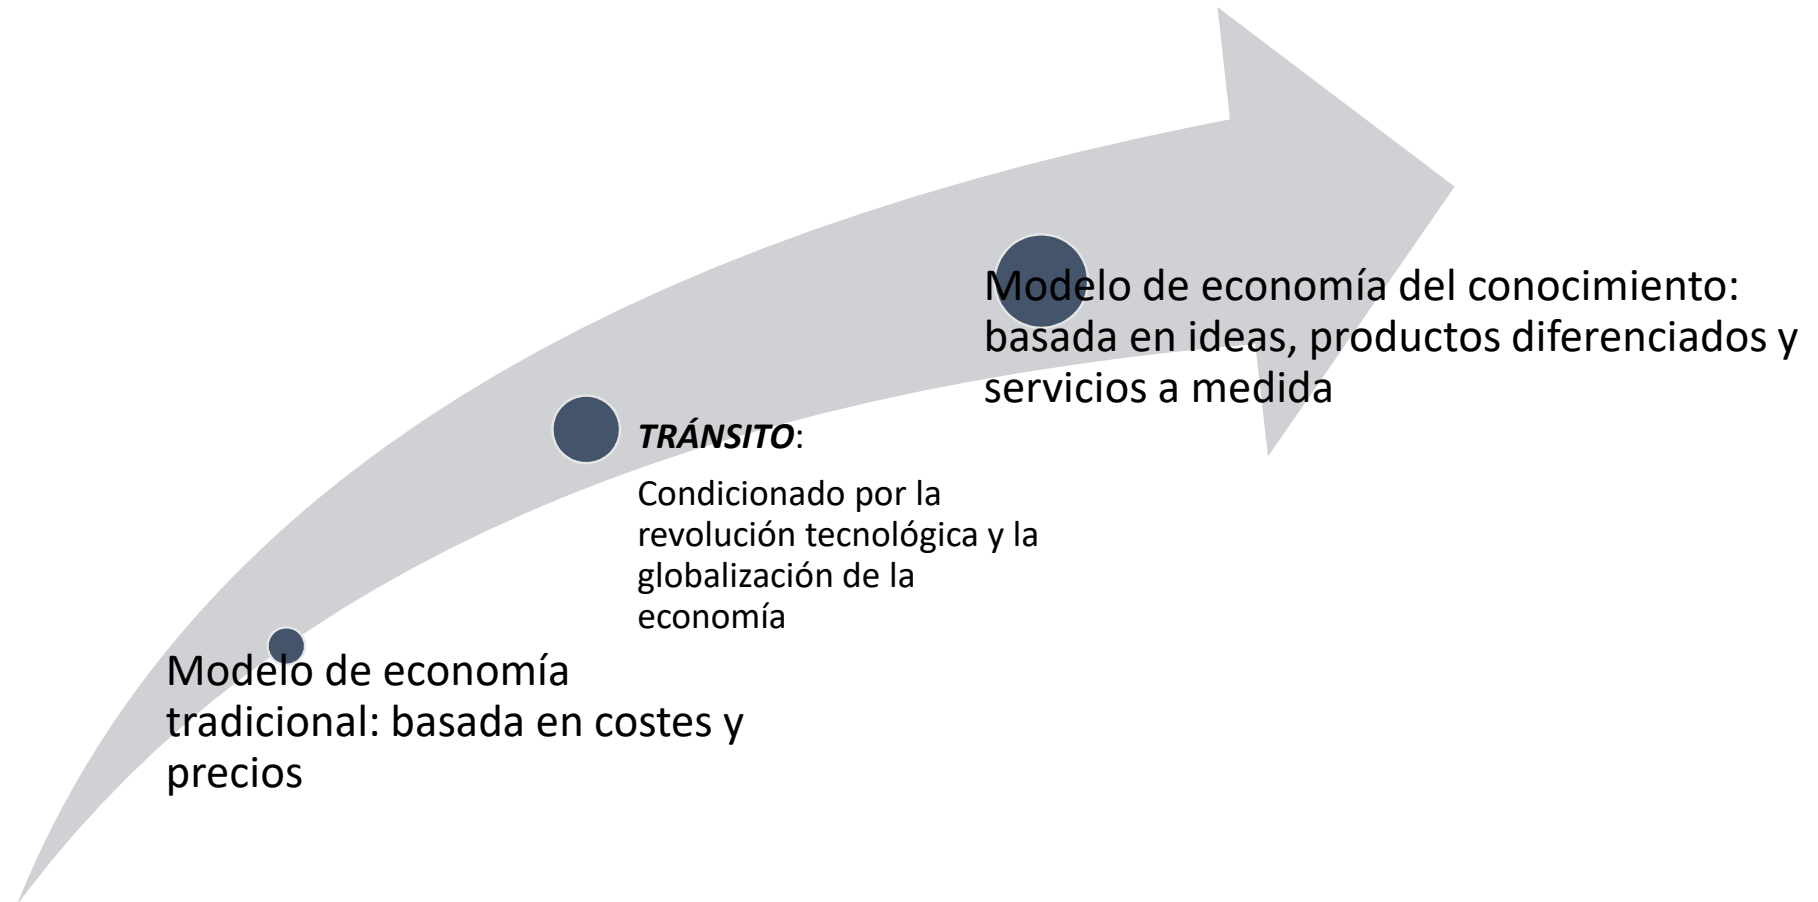 Modelo de economía
tradicional: basada en costes y
precios
TRÁNSITO:
Condicionado por la
revolución tecnológica y la
globalización de la
economía
Modelo de economía del conocimiento:
basada en ideas, productos diferenciados y
servicios a medida